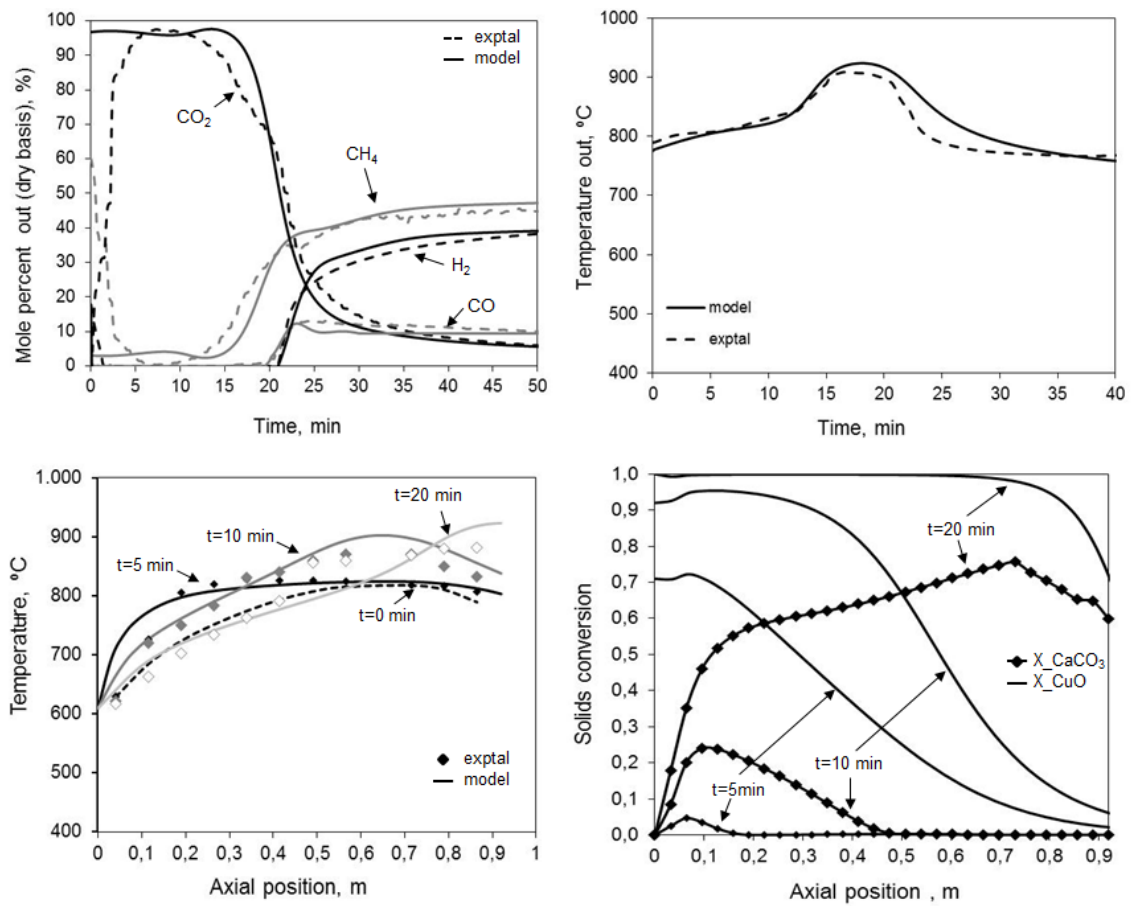 Mole percent out (dry basis), %)
100
90
80
70
60
50
40
30
20
10
0
exptal
model
CO₂
CH₄
H₂
CO
0 5 10 15 20 25 30 35 40 45 50
Time, min
Temperature out, ºC
1000
900
800
700
600
500
400
model
exptal
0 5 10 15 20 25 30 35 40
Time, min
Temperature, ºC
1.000
900
800
700
600
500
400
t=20 min
t=10 min
t=5 min
t=0 min
exptal
model
0 0,1 0,2 0,3 0,4 0,5 0,6 0,7 0,8 0,9 1
Axial position, m
Solids conversion
1,0
0,9
0,8
0,7
0,6
0,5
0,4
0,3
0,2
0,1
0,0
t=20 min
X_CaCO₃
X_CuO
t=10 min
t=5min
0 0,1 0,2 0,3 0,4 0,5 0,6 0,7 0,8 0,9
Axial position , m